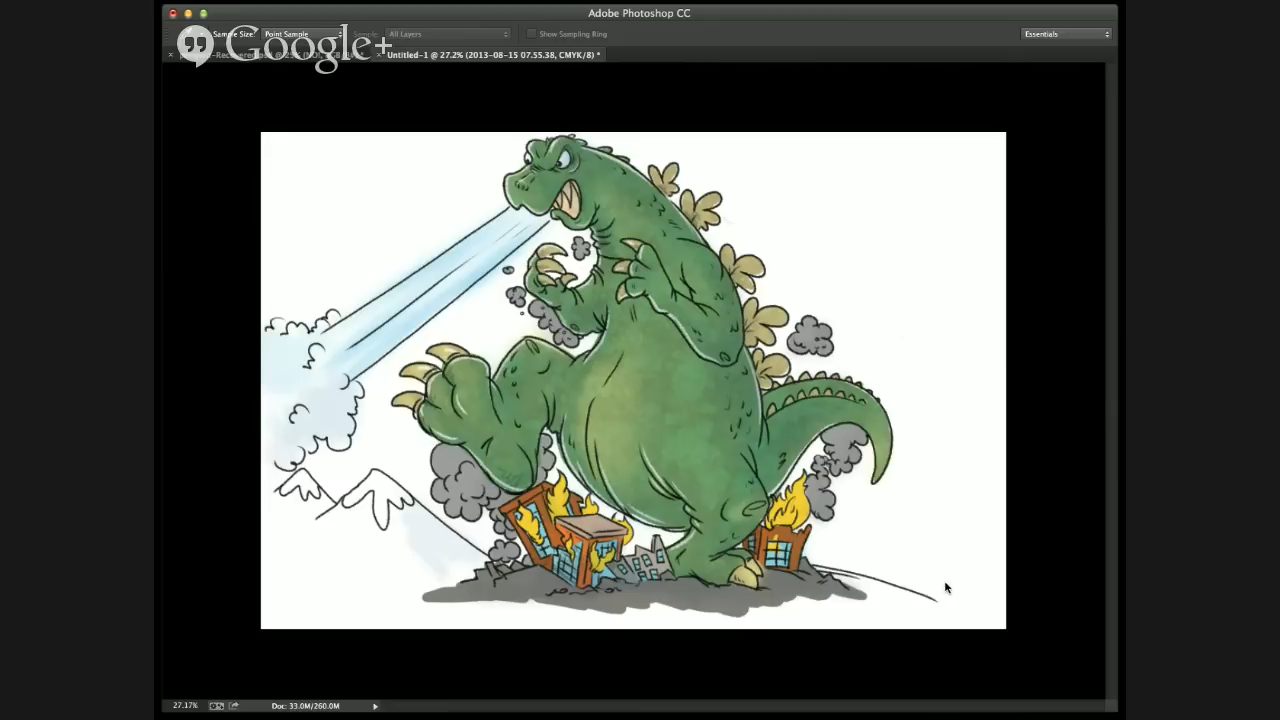 Adobe Photoshop CC
Sample Size: Point Sample Sample: All Layers Show Sampling Ring Essentials
Google+
Untitled-1 @ 27.2% (2013-08-15 07.55.38, CMYK/8) *
27.17% Doc: 33.0M/260.0M